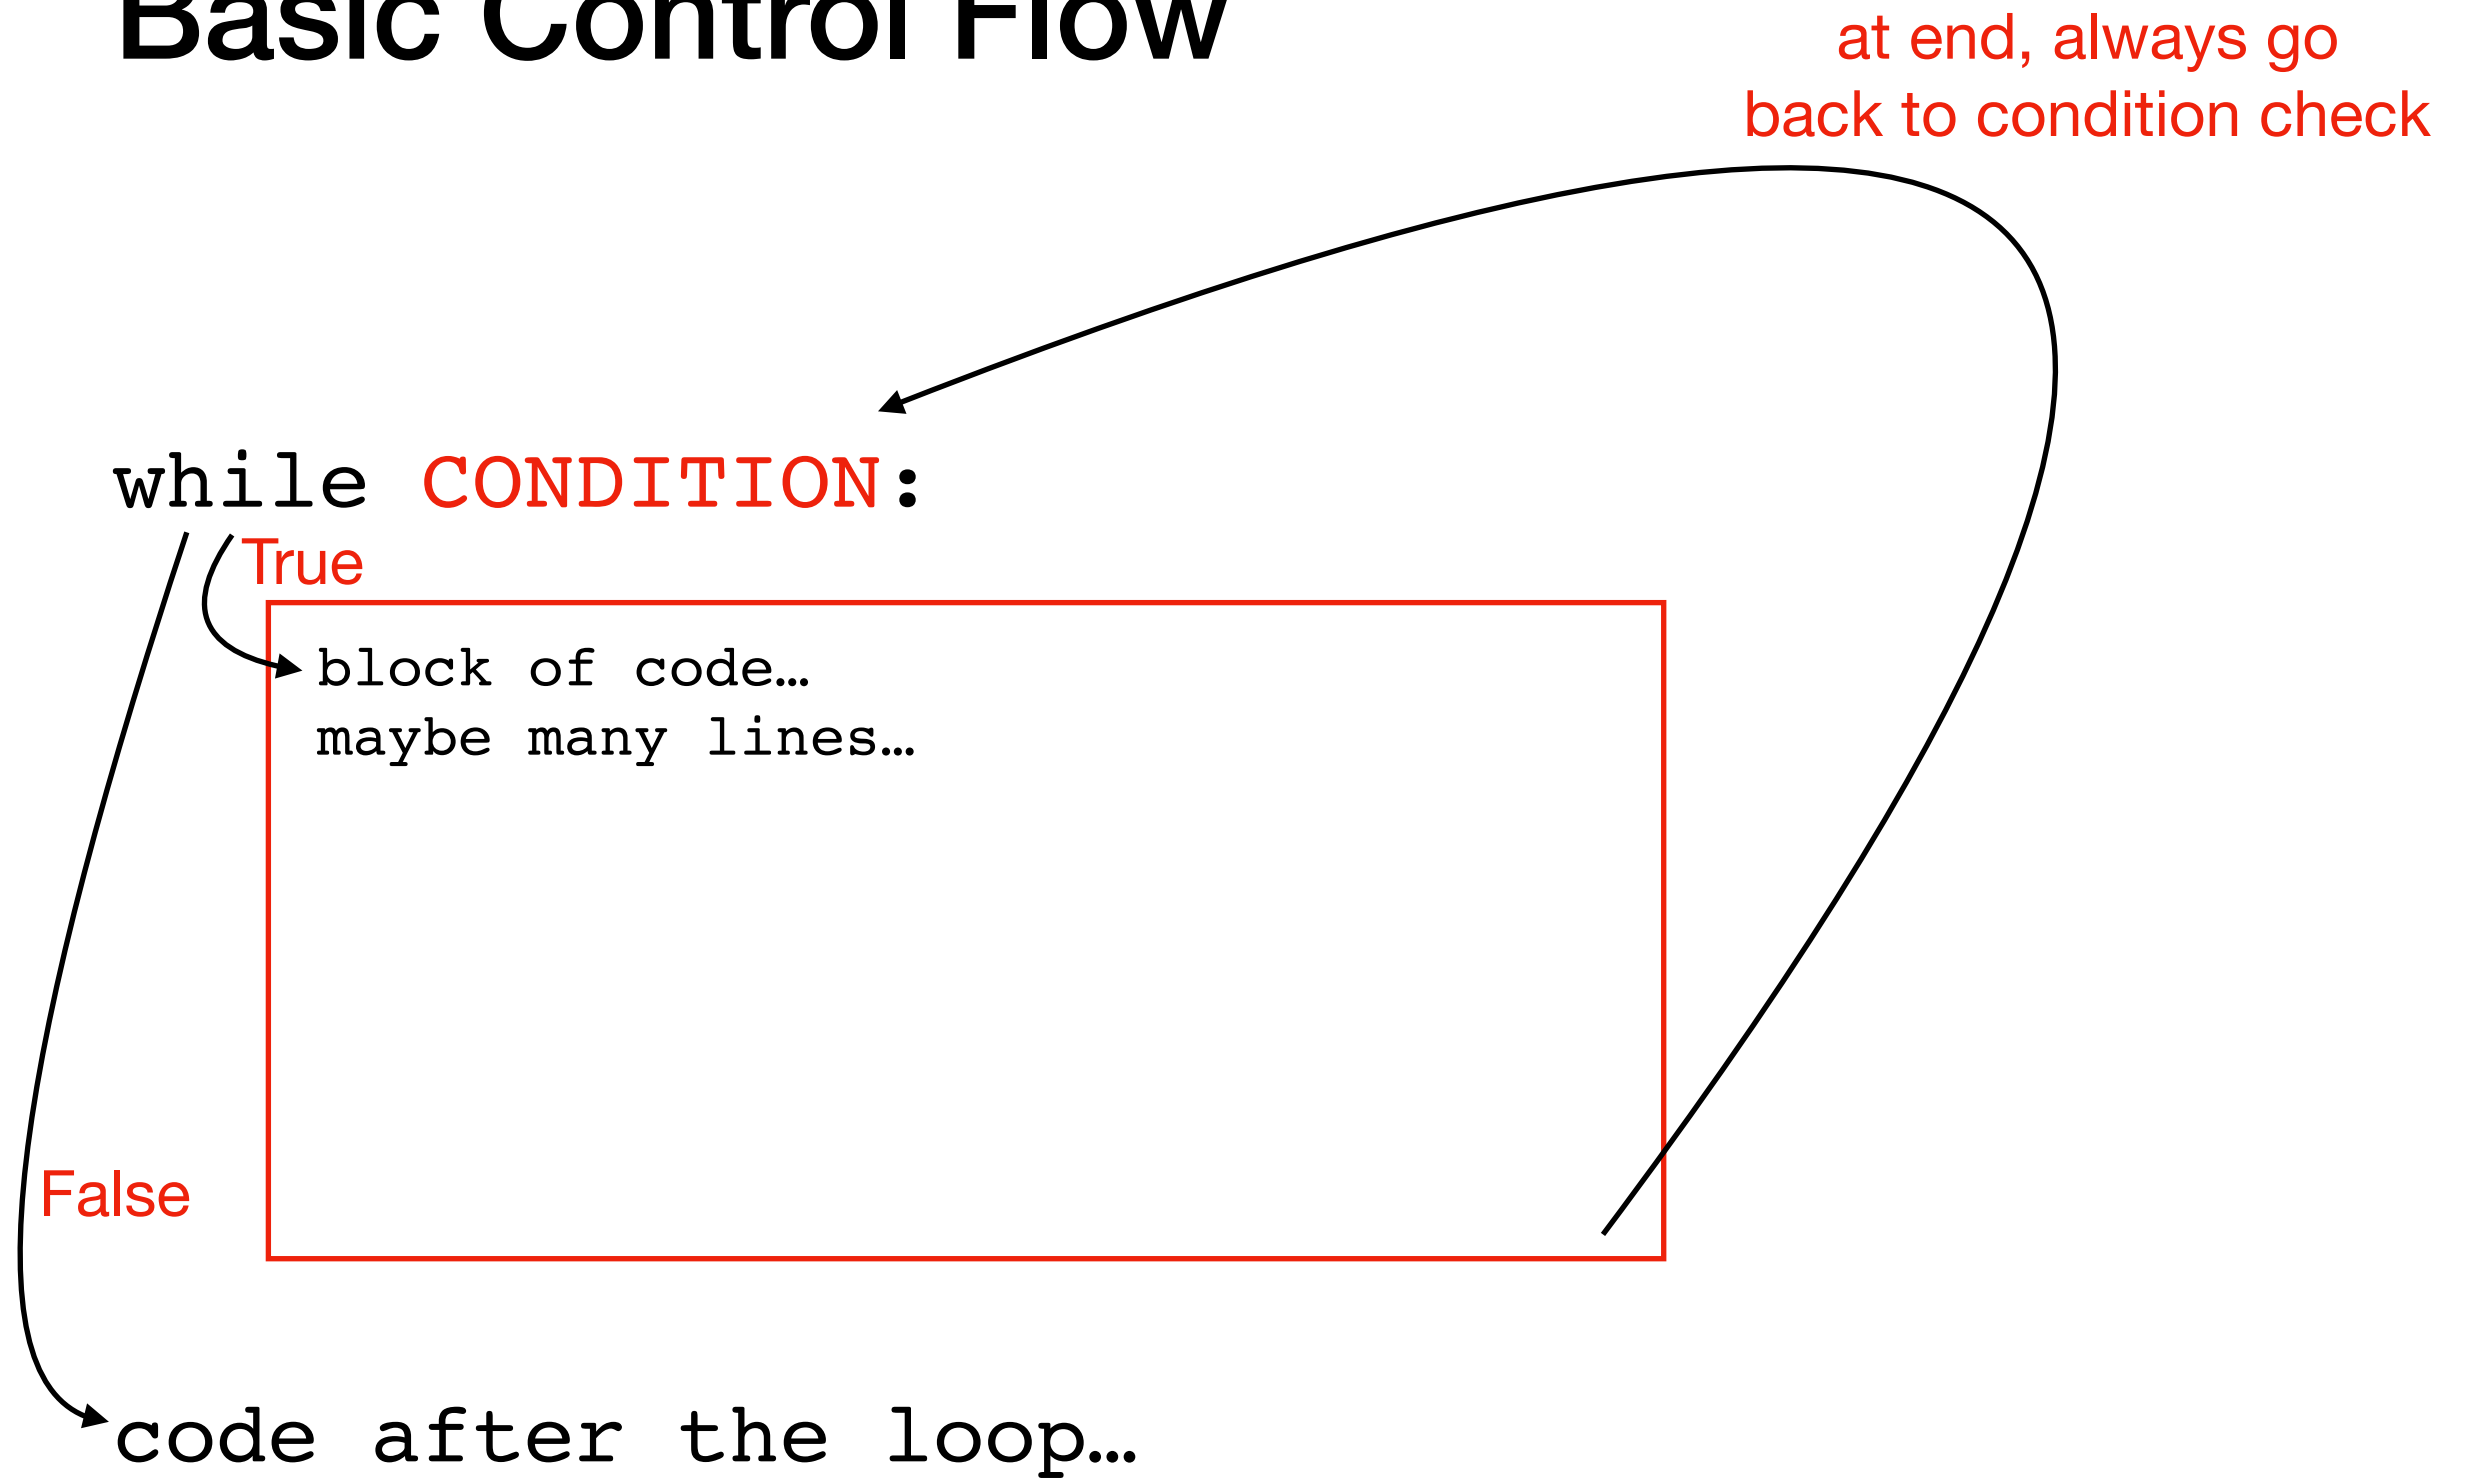 Basic Control Flow
at end, always go
back to condition check
while CONDITION:
True
block of code…
maybe many lines…
False
code after the loop…